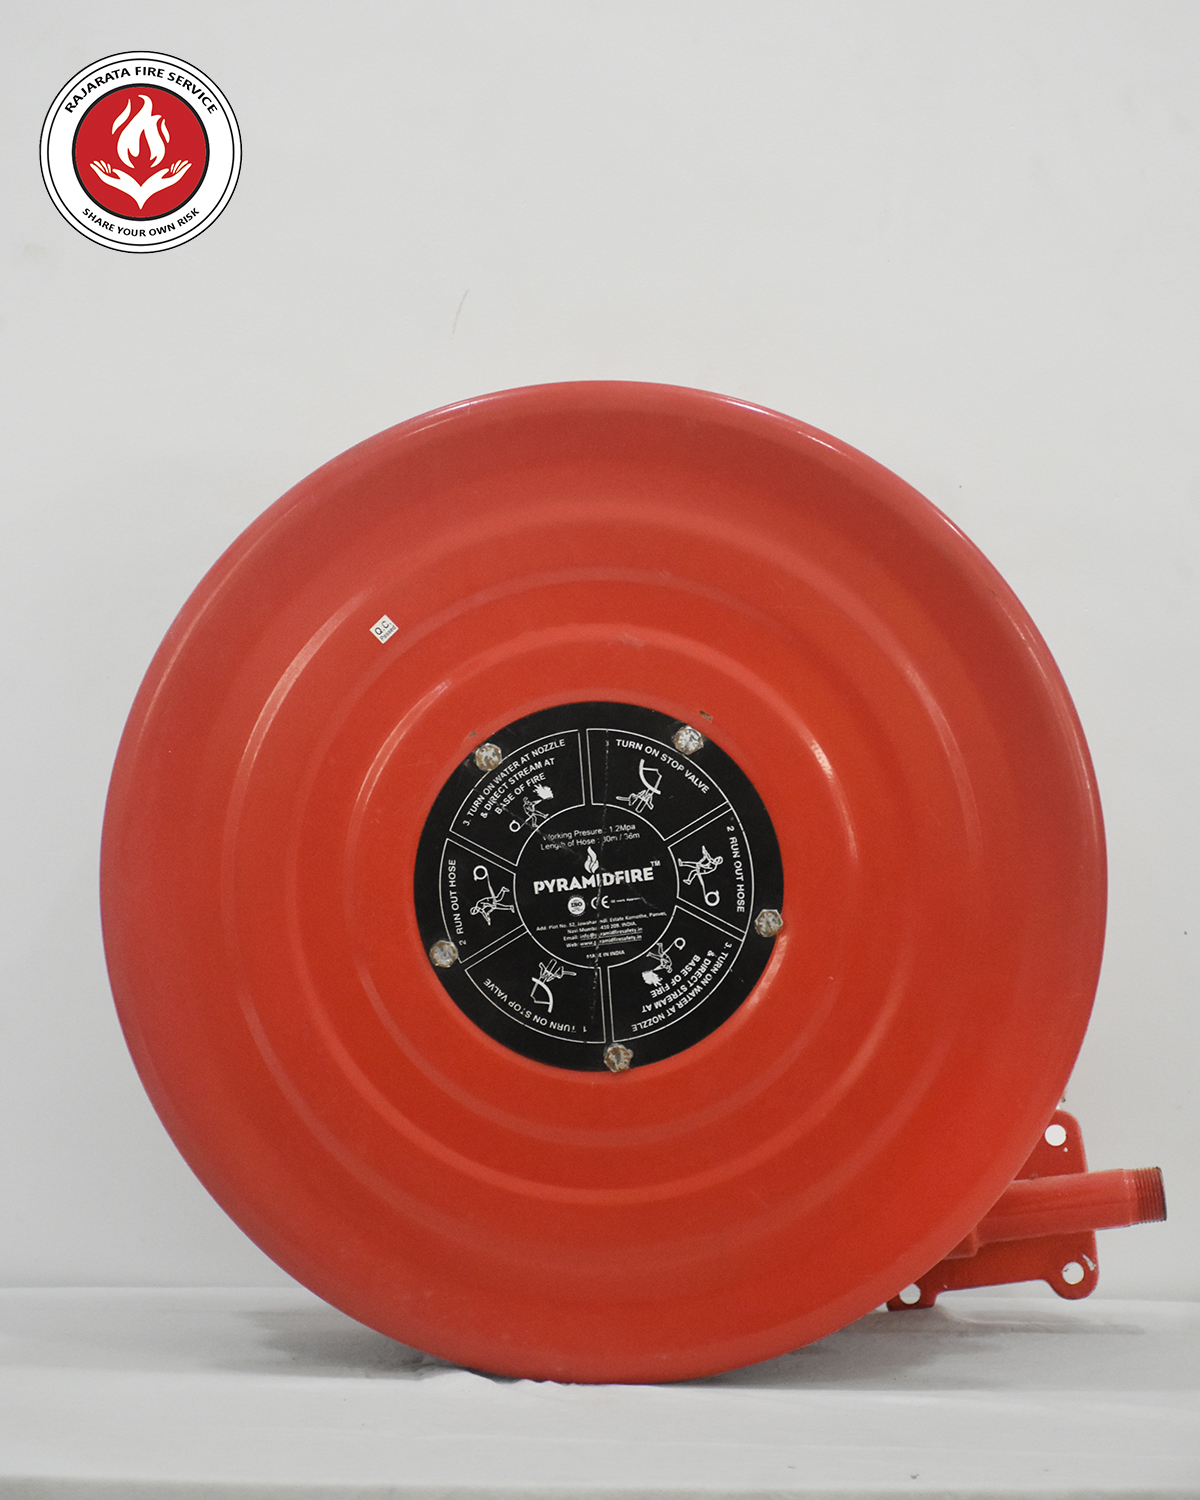 RAJARATA FIRE SERVICE
SHARE YOUR OWN RISK
Q.C.
Passed
3. TURN ON WATER AT NOZZLE
& DIRECT STREAM AT
BASE OF FIRE
TURN ON STOP VALVE
2 RUN OUT HOSE
2 RUN OUT HOSE
Working Presure : 1.2Mpa
Length of Hose : 30m / 36m
PYRAMIDFIRE™
ISO CE
Add. Plot No. 52, Jawahar Indl. Estate Kamothe, Panvel,
Navi Mumbai 410 209. INDIA.
Email: info@pyramidfiresafety.in
Web: www.pyramidfiresafety.in
MADE IN INDIA
1 TURN ON STOP VALVE
3. TURN ON WATER AT NOZZLE
& DIRECT STREAM AT
BASE OF FIRE